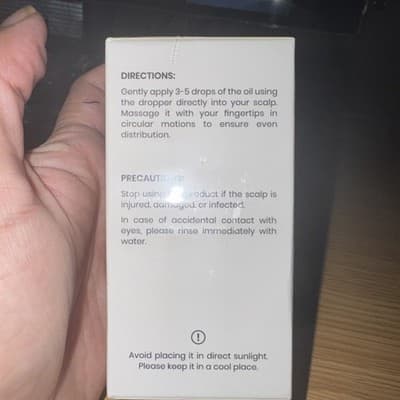 DIRECTIONS:
Gently apply 3-5 drops of the oil using
the dropper directly into your scalp.
Massage it with your fingertips in
circular motions to ensure even
distribution.
PRECAUTIONS:
Stop using product if the scalp is
injured, damaged, or infected.
In case of accidental contact with
eyes, please rinse immediately with
water.
Avoid placing it in direct sunlight.
Please keep it in a cool place.